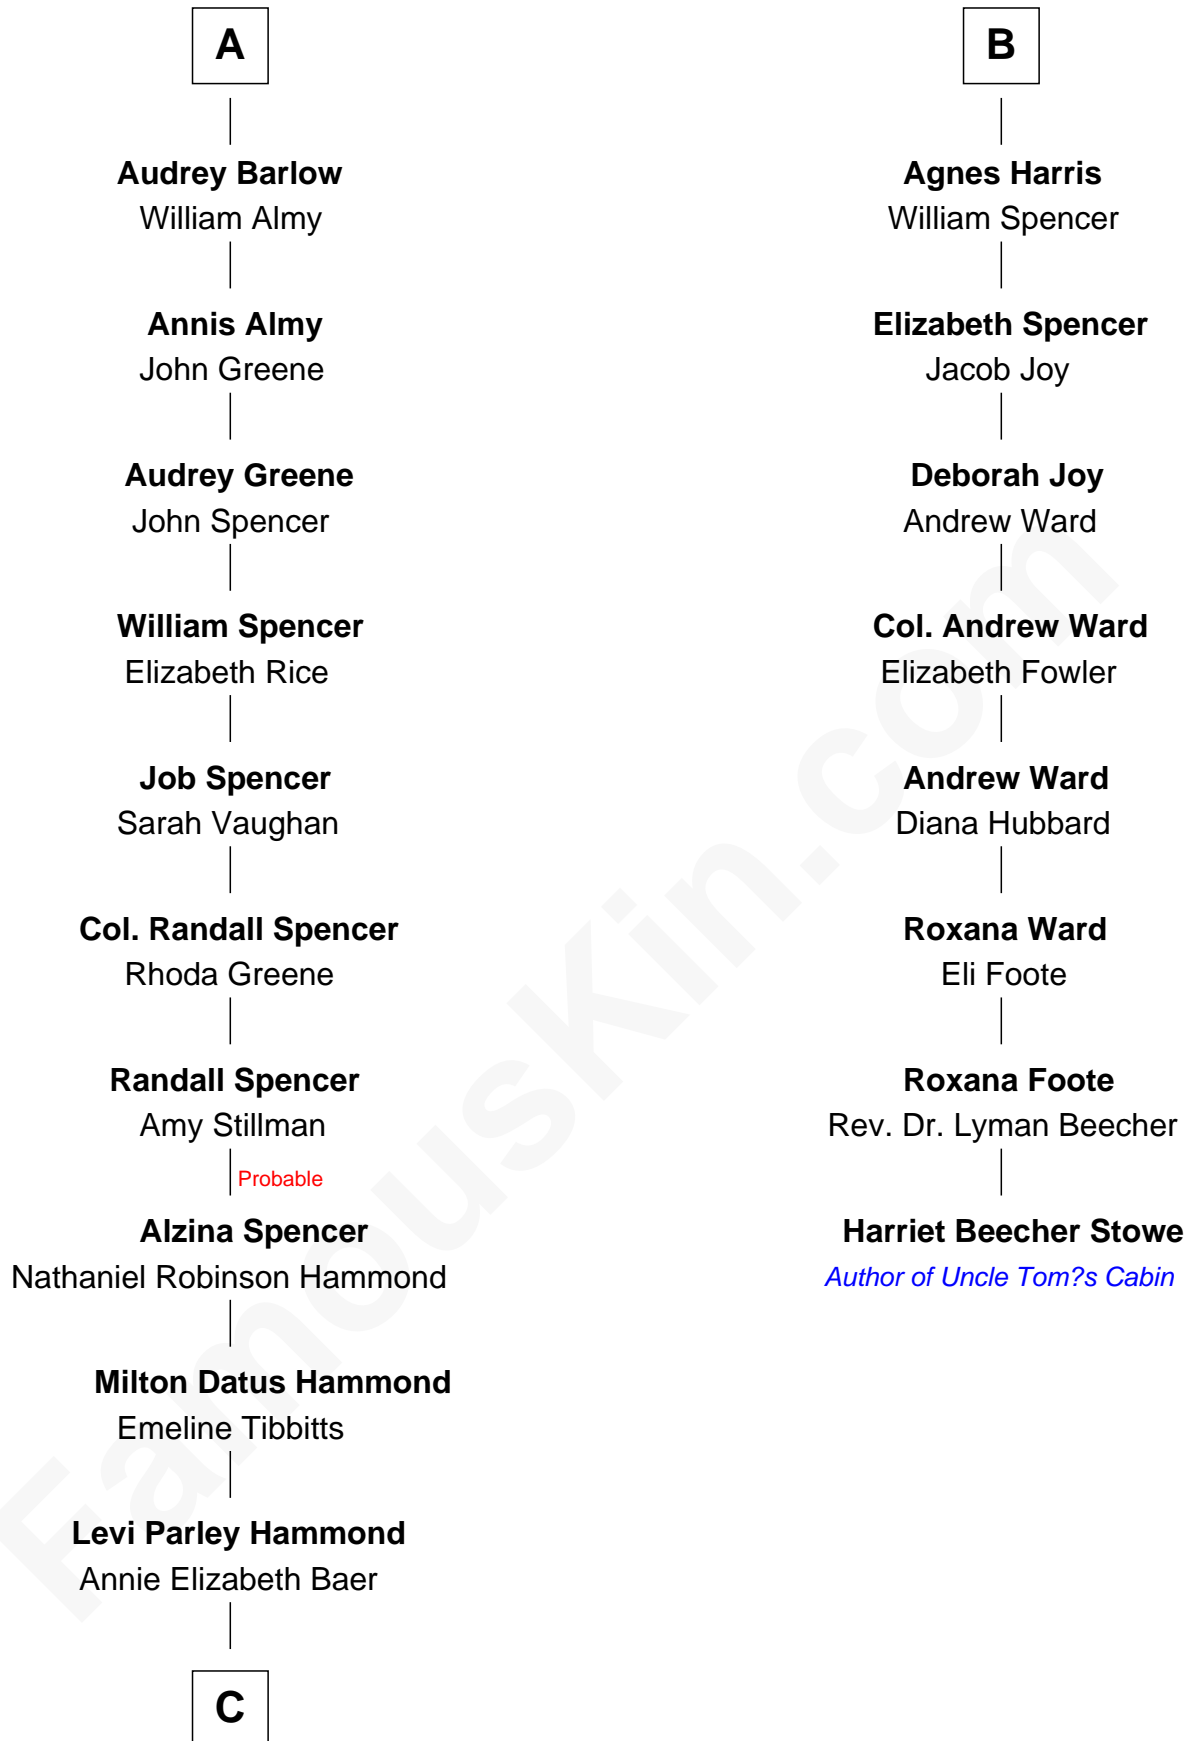 A
Audrey Barlow
William Almy
Annis Almy
John Greene
Audrey Greene
John Spencer
William Spencer
Elizabeth Rice
Job Spencer
Sarah Vaughan
Col. Randall Spencer
Rhoda Greene
Randall Spencer
Amy Stillman
Probable
Alzina Spencer
Nathaniel Robinson Hammond
Milton Datus Hammond
Emeline Tibbitts
Levi Parley Hammond
Annie Elizabeth Baer
C
B
Agnes Harris
William Spencer
Elizabeth Spencer
Jacob Joy
Deborah Joy
Andrew Ward
Col. Andrew Ward
Elizabeth Fowler
Andrew Ward
Diana Hubbard
Roxana Ward
Eli Foote
Roxana Foote
Rev. Dr. Lyman Beecher
Harriet Beecher Stowe
Author of Uncle Tom?s Cabin
FamousKin.com